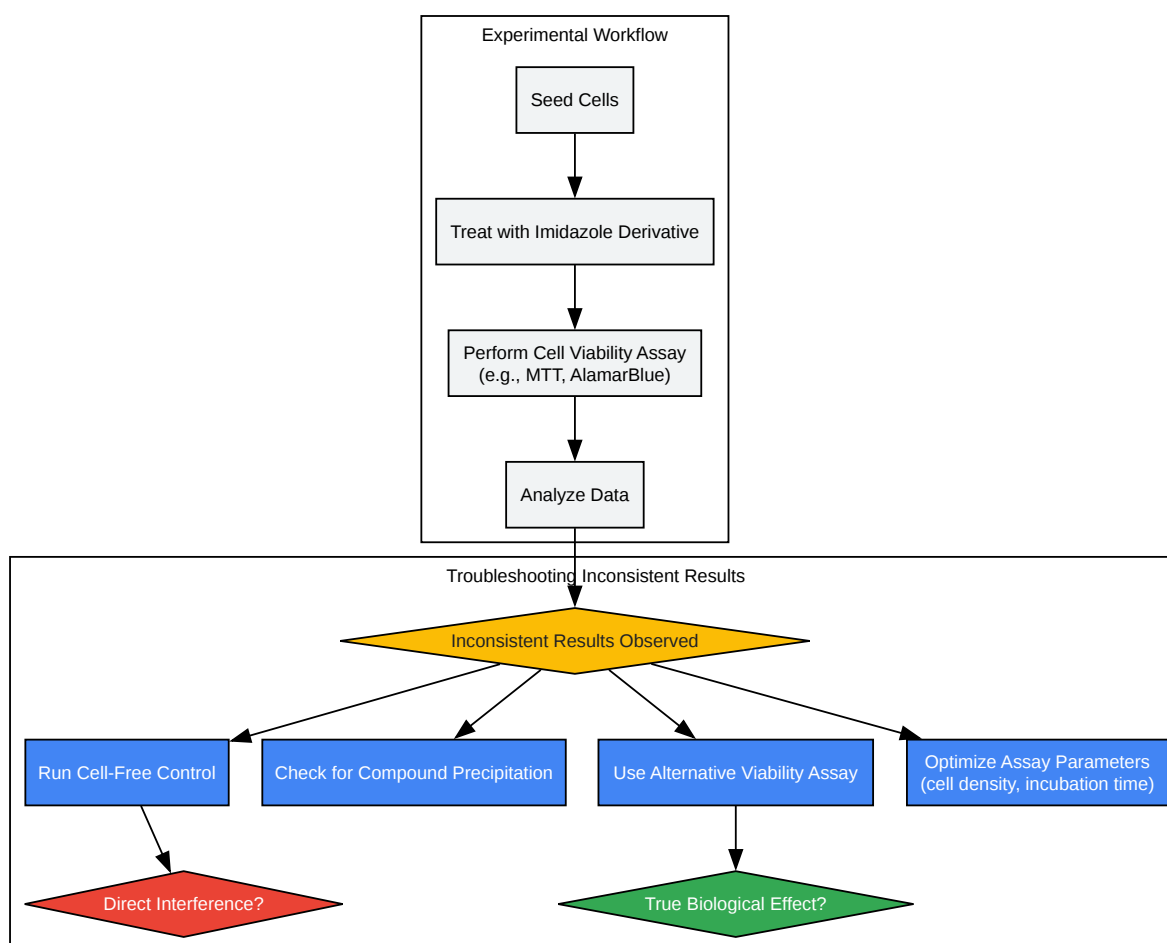 Experimental Workflow
Seed Cells
Treat with Imidazole Derivative
Perform Cell Viability Assay
(e.g., MTT, AlamarBlue)
Analyze Data
Troubleshooting Inconsistent Results
Inconsistent Results Observed
Run Cell-Free Control
Check for Compound Precipitation
Use Alternative Viability Assay
Optimize Assay Parameters
(cell density, incubation time)
Direct Interference?
True Biological Effect?